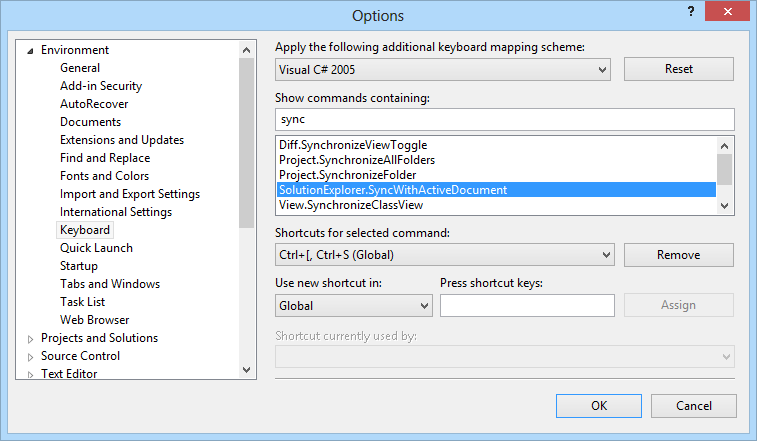 Options
?
Environment
General
Add-in Security
AutoRecover
Documents
Extensions and Updates
Find and Replace
Fonts and Colors
Import and Export Settings
International Settings
Keyboard
Quick Launch
Startup
Tabs and Windows
Task List
Web Browser
Projects and Solutions
Source Control
Text Editor
Apply the following additional keyboard mapping scheme:
Visual C# 2005
Reset
Show commands containing:
sync
Diff.SynchronizeViewToggle
Project.SynchronizeAllFolders
Project.SynchronizeFolder
SolutionExplorer.SyncWithActiveDocument
View.SynchronizeClassView
Shortcuts for selected command:
Ctrl+[, Ctrl+S (Global)
Remove
Use new shortcut in:
Press shortcut keys:
Global
Assign
Shortcut currently used by:
OK
Cancel